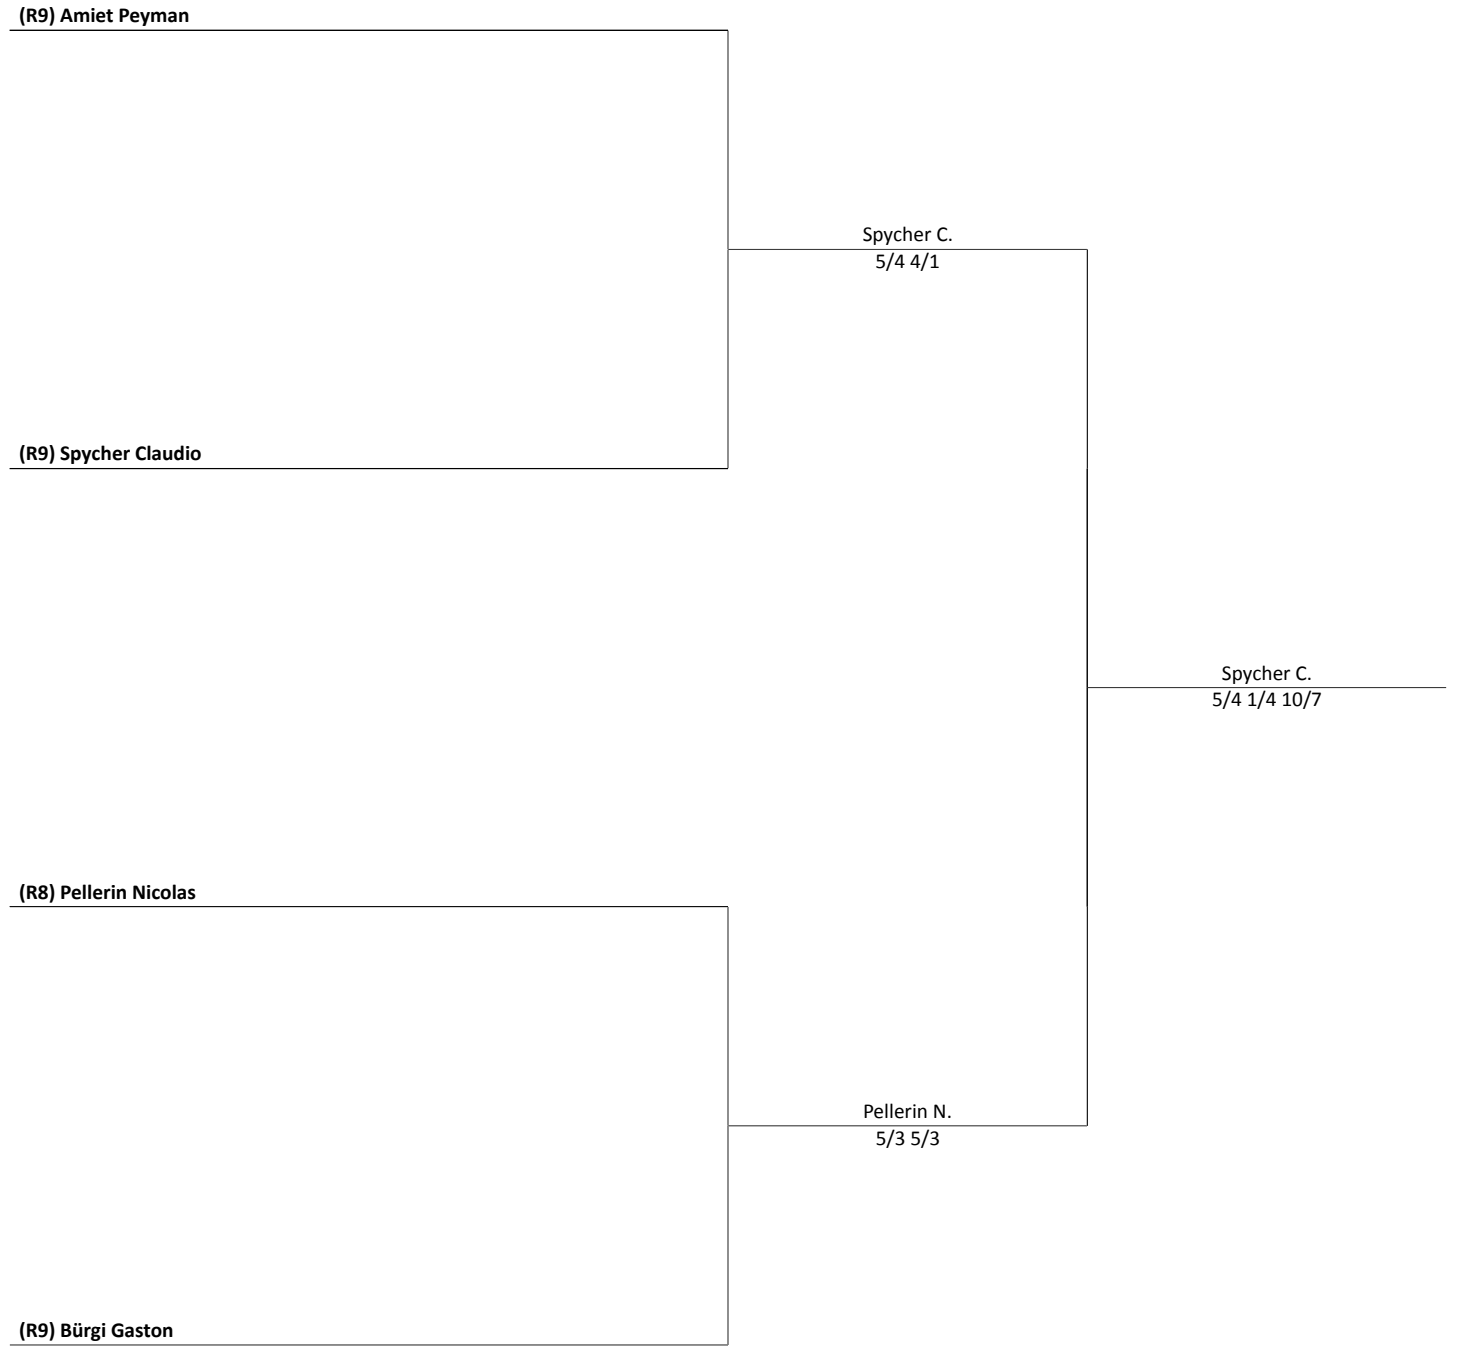 (R9) Amiet Peyman
Spycher C.
5/4 4/1
(R9) Spycher Claudio
Spycher C.
5/4 1/4 10/7
(R8) Pellerin Nicolas
Pellerin N.
5/3 5/3
(R9) Bürgi Gaston